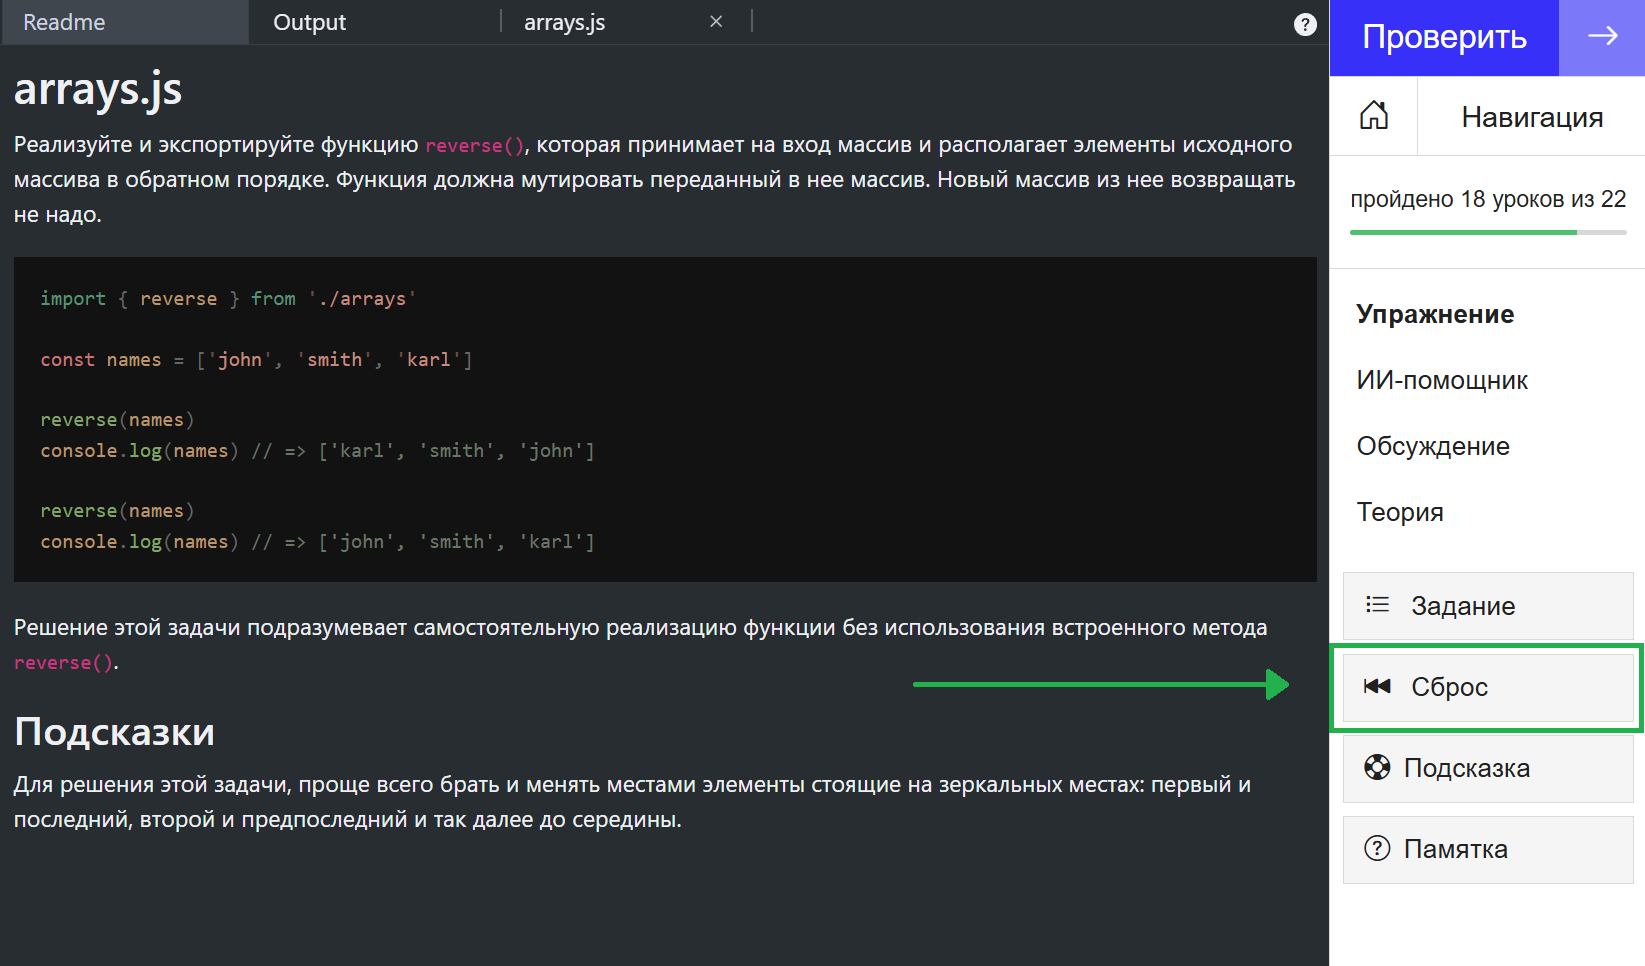 Readme
Output
arrays.js
arrays.js
Реализуйте и экспортируйте функцию reverse(), которая принимает на вход массив и располагает элементы исходного
массива в обратном порядке. Функция должна мутировать переданный в нее массив. Новый массив из нее возвращать
не надо.
import { reverse } from './arrays'
const names = ['john', 'smith', 'karl']
reverse(names)
console.log(names) // => ['karl', 'smith', 'john']
reverse(names)
console.log(names) // => ['john', 'smith', 'karl']
Решение этой задачи подразумевает самостоятельную реализацию функции без использования встроенного метода
reverse().
Подсказки
Для решения этой задачи, проще всего брать и менять местами элементы стоящие на зеркальных местах: первый и
последний, второй и предпоследний и так далее до середины.
Проверить
Навигация
пройдено 18 уроков из 22
Упражнение
ИИ-помощник
Обсуждение
Теория
Задание
Сброс
Подсказка
Памятка